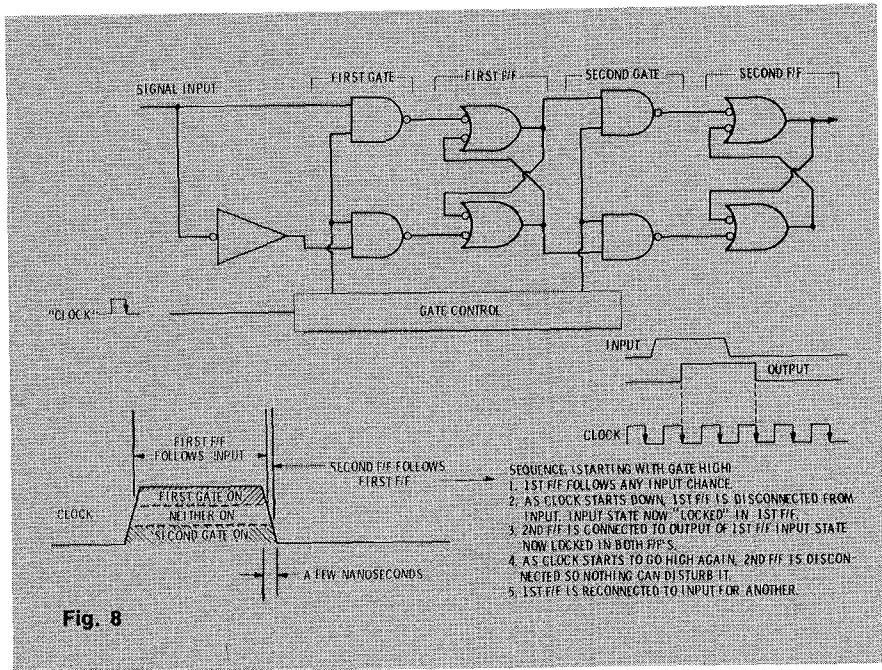 FIRST GATE
FIRST F/F
SECOND GATE
SECOND F/F
SIGNAL INPUT
"CLOCK"
GATE CONTROL
INPUT
OUTPUT
CLOCK
FIRST F/F
FOLLOWS INPUT
SECOND F/F FOLLOWS
FIRST F/F
FIRST GATE ON
NEITHER ON
SECOND GATE ON
CLOCK
A FEW NANOSECONDS
SEQUENCE: (STARTING WITH GATE HIGH)
1. 1ST F/F FOLLOWS ANY INPUT CHANGE.
2. AS CLOCK STARTS DOWN, 1ST F/F IS DISCONNECTED FROM
INPUT. INPUT STATE NOW "LOCKED" IN 1ST F/F.
3. 2ND F/F IS CONNECTED TO OUTPUT OF 1ST F/F INPUT STATE
NOW LOCKED IN BOTH F/F'S.
4. AS CLOCK STARTS TO GO HIGH AGAIN, 2ND F/F IS DISCON-
NECTED SO NOTHING CAN DISTURB IT.
5. 1ST F/F IS RECONNECTED TO INPUT FOR ANOTHER.
Fig. 8